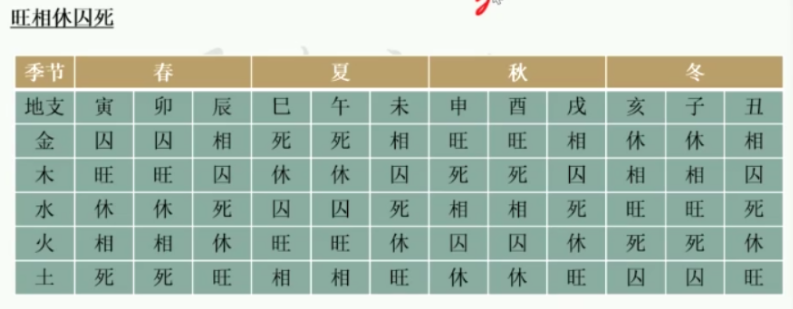 旺相休囚死
季节 春 夏 秋 冬
地支 寅 卯 辰 巳 午 未 申 酉 戌 亥 子 丑
金 囚 囚 相 死 死 相 旺 旺 相 休 休 相
木 旺 旺 囚 休 休 囚 死 死 囚 相 相 囚
水 休 休 死 囚 囚 死 相 相 死 旺 旺 死
火 相 相 休 旺 旺 休 囚 囚 休 死 死 休
土 死 死 旺 相 相 旺 休 休 旺 囚 囚 旺